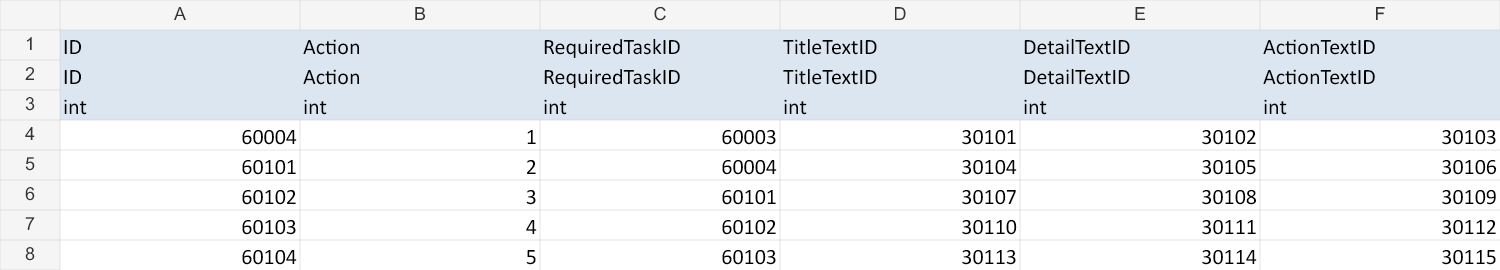 A B C D E F
1 ID Action RequiredTaskID TitleTextID DetailTextID ActionTextID
2 ID Action RequiredTaskID TitleTextID DetailTextID ActionTextID
3 int int int int int int
4 60004 1 60003 30101 30102 30103
5 60101 2 60004 30104 30105 30106
6 60102 3 60101 30107 30108 30109
7 60103 4 60102 30110 30111 30112
8 60104 5 60103 30113 30114 30115